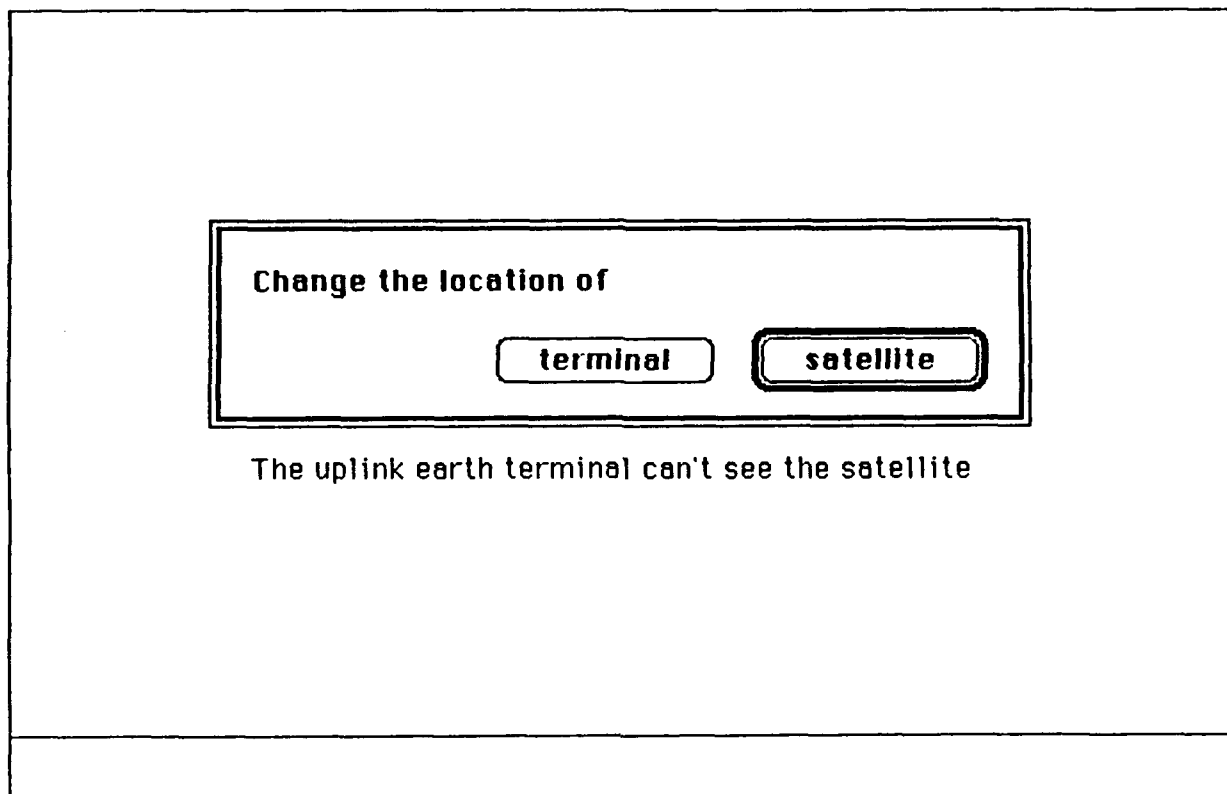 Change the location of
terminal satellite
The uplink earth terminal can't see the satellite